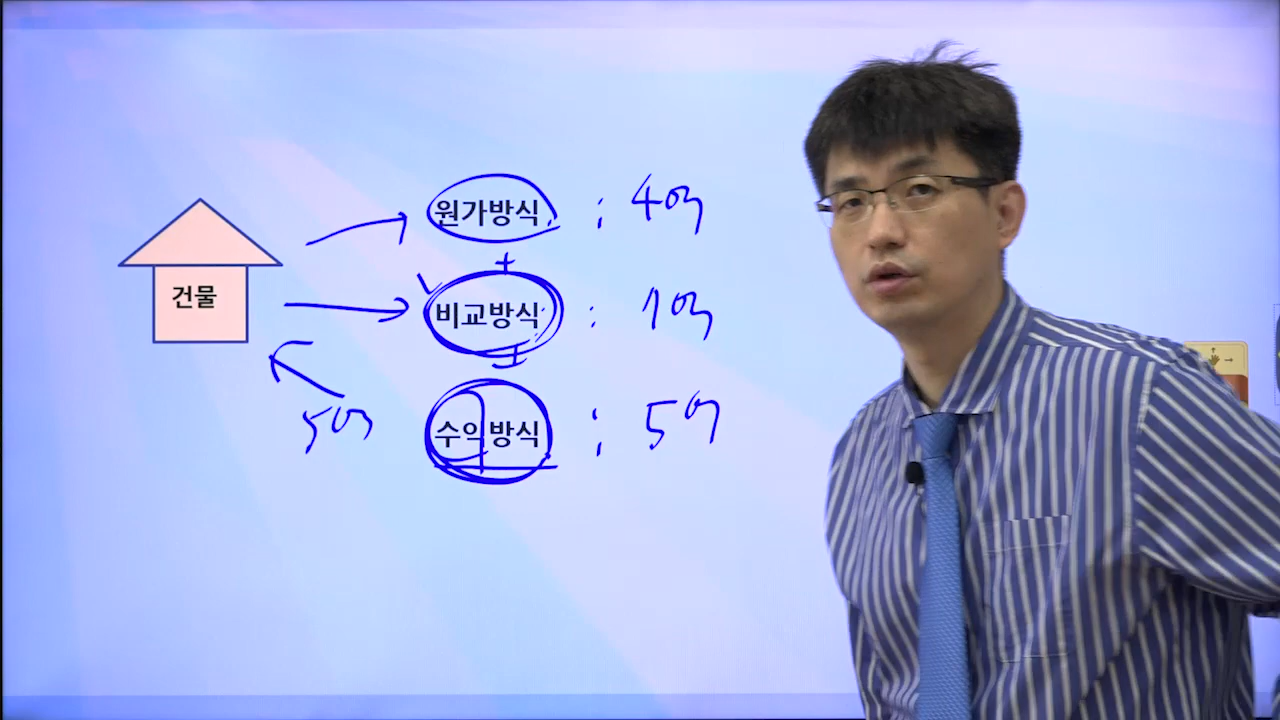 건물
원가방식 : 4억
+
비교방식 : 1억
+
수익방식 : 5억
5억